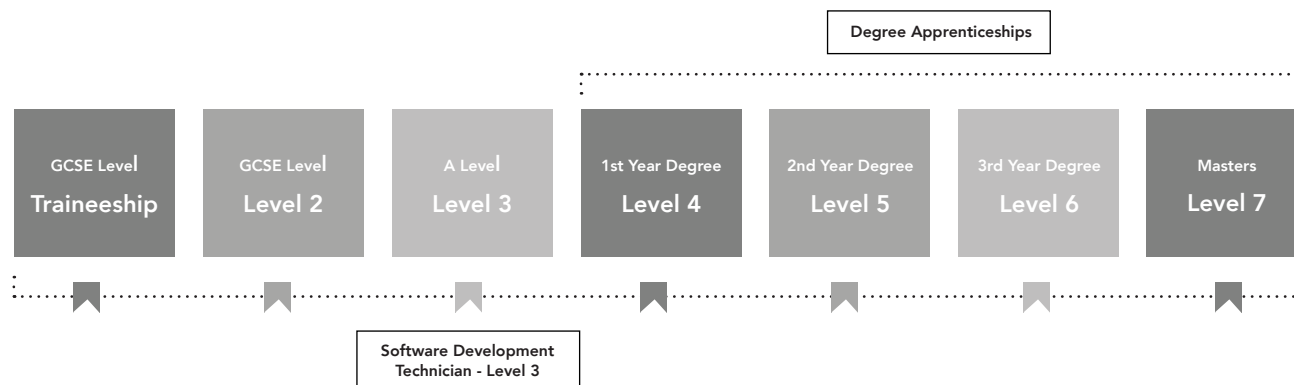 Degree Apprenticeships
GCSE Level
Traineeship
GCSE Level
Level 2
A Level
Level 3
1st Year Degree
Level 4
2nd Year Degree
Level 5
3rd Year Degree
Level 6
Masters
Level 7
Software Development
Technician - Level 3